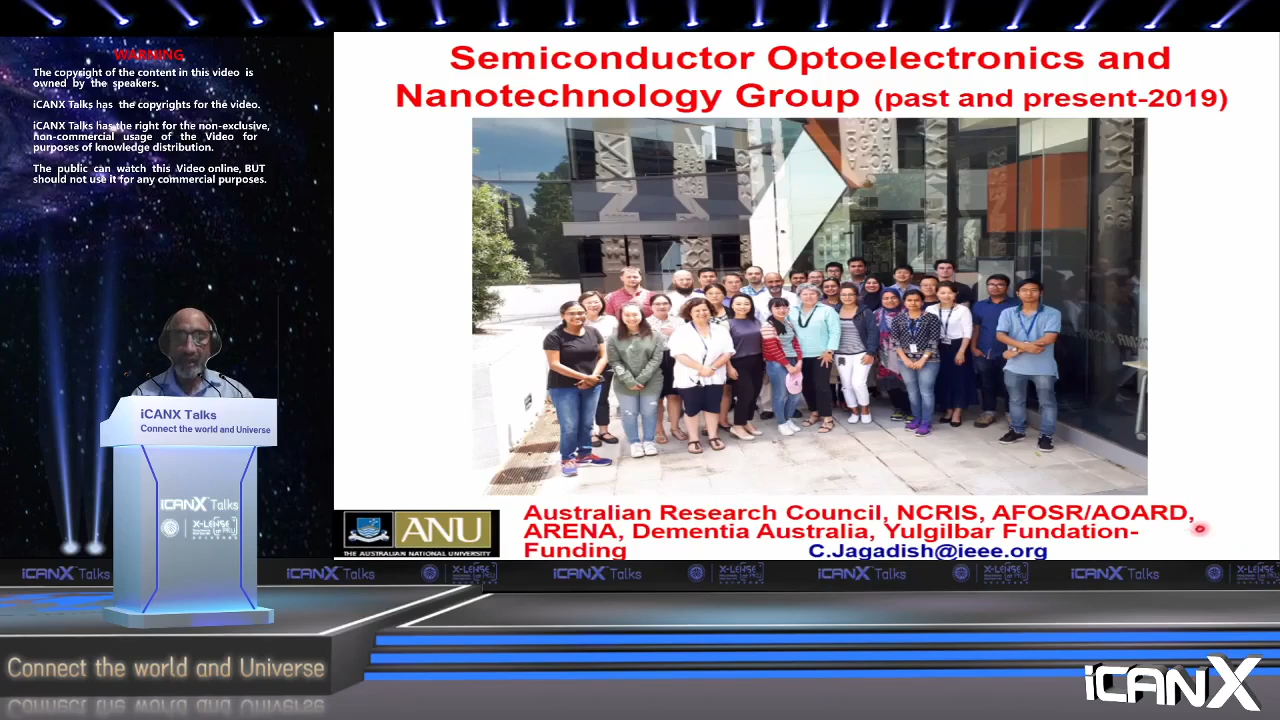 WARNING
The copyright of the content in this video is
owned by the speakers.
iCANX Talks has the copyrights for the video.
iCANX Talks has the right for the non-exclusive,
non-commercial usage of the Video for
purposes of knowledge distribution.
The public can watch this Video online, BUT
should not use it for any commercial purposes.
Semiconductor Optoelectronics and
Nanotechnology Group (past and present-2019)
ANU
THE AUSTRALIAN NATIONAL UNIVERSITY
Australian Research Council, NCRIS, AFOSR/AOARD,
ARENA, Dementia Australia, Yulgilbar Fundation-
Funding
C.Jagadish@ieee.org
iCANX Talks
Connect the world and Universe
iCANX Talks
X-LENSE
iCANX Talks
iCANX Talks
X-LENSE
iCANX Talks
X-LENSE
iCANX Talks
X-LENSE
iCANX Talks
X-LENSE
Connect the world and Universe
iCANX